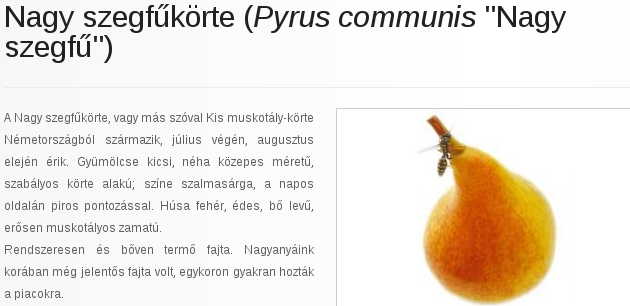 Nagy szegfűkörte (Pyrus communis "Nagy
szegfű")
A Nagy szegfűkörte, vagy más szóval Kis muskotály-körte
Németországból származik, július végén, augusztus
elején érik. Gyümölcse kicsi, néha közepes méretű,
szabályos körte alakú; színe szalmasárga, a napos
oldalán piros pontozással. Húsa fehér, édes, bő levű,
erősen muskotályos zamatú.
Rendszeresen és bőven termő fajta. Nagyanyáink
korában még jelentős fajta volt, egykoron gyakran hozták
a piacokra.